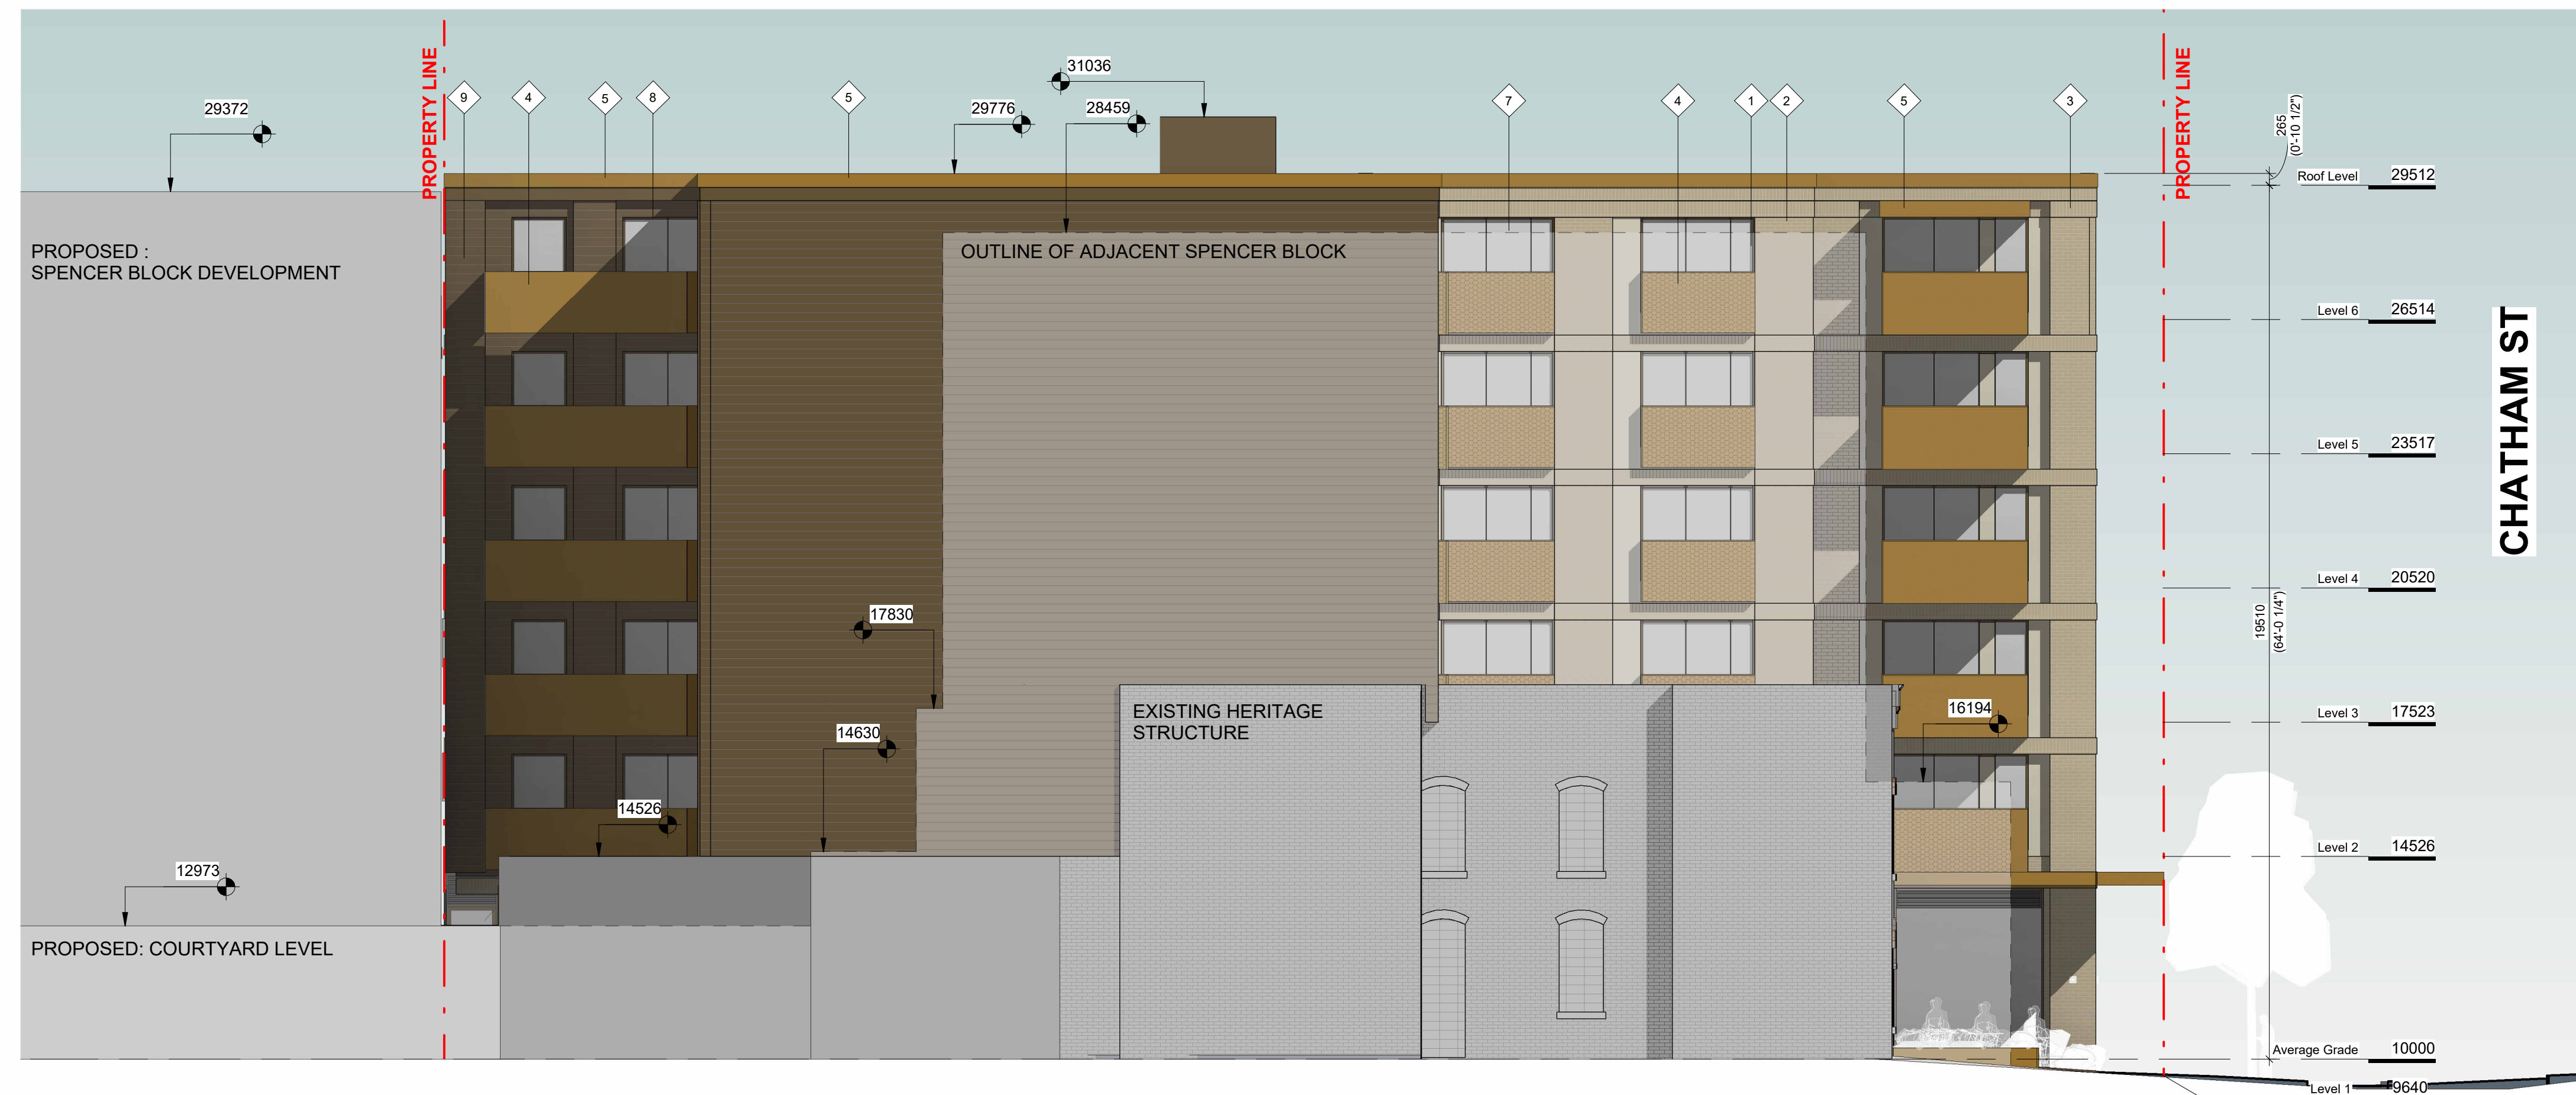 PROPERTY LINE
PROPERTY LINE
31036
29372
29776
28459
9
4
5
8
5
7
4
1
2
5
3
265
(0'-10 1/2")
Roof Level 29512
PROPOSED :
SPENCER BLOCK DEVELOPMENT
OUTLINE OF ADJACENT SPENCER BLOCK
Level 6 26514
CHATHAM ST
Level 5 23517
Level 4 20520
19510
(64'-0 1/4")
17830
EXISTING HERITAGE
STRUCTURE
16194
Level 3 17523
14630
14526
Level 2 14526
12973
PROPOSED: COURTYARD LEVEL
Average Grade 10000
Level 1 9640